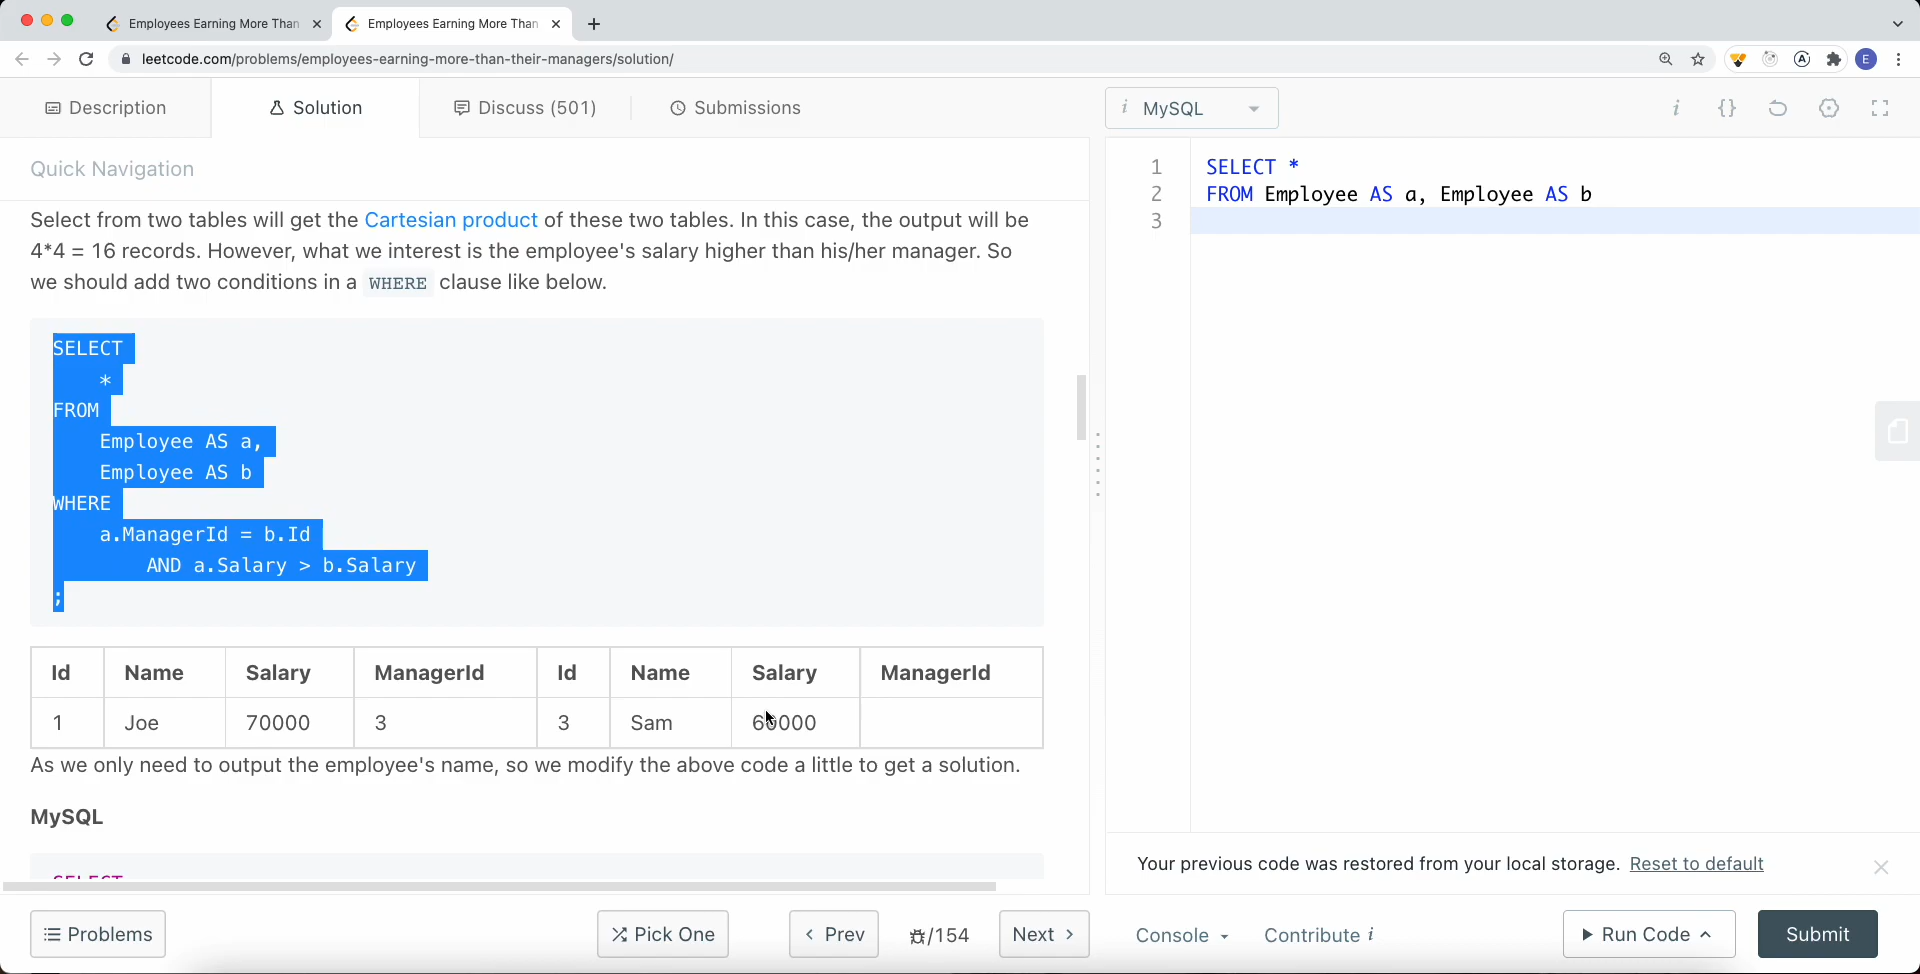 Employees Earning More Than
Employees Earning More Than
leetcode.com/problems/employees-earning-more-than-their-managers/solution/
E
Description
Solution
Discuss (501)
Submissions
i MySQL
i {}
Quick Navigation
Select from two tables will get the Cartesian product of these two tables. In this case, the output will be
4*4 = 16 records. However, what we interest is the employee's salary higher than his/her manager. So
we should add two conditions in a WHERE clause like below.
SELECT
*
FROM
Employee AS a,
Employee AS b
WHERE
a.ManagerId = b.Id
AND a.Salary > b.Salary
;
Id Name Salary ManagerId Id Name Salary ManagerId
1 Joe 70000 3 3 Sam 60000
As we only need to output the employee's name, so we modify the above code a little to get a solution.
MySQL
SELECT
1 SELECT *
2 FROM Employee AS a, Employee AS b
3
Your previous code was restored from your local storage. Reset to default
Problems
Pick One
Prev
/154
Next
Console
Contribute i
Run Code
Submit